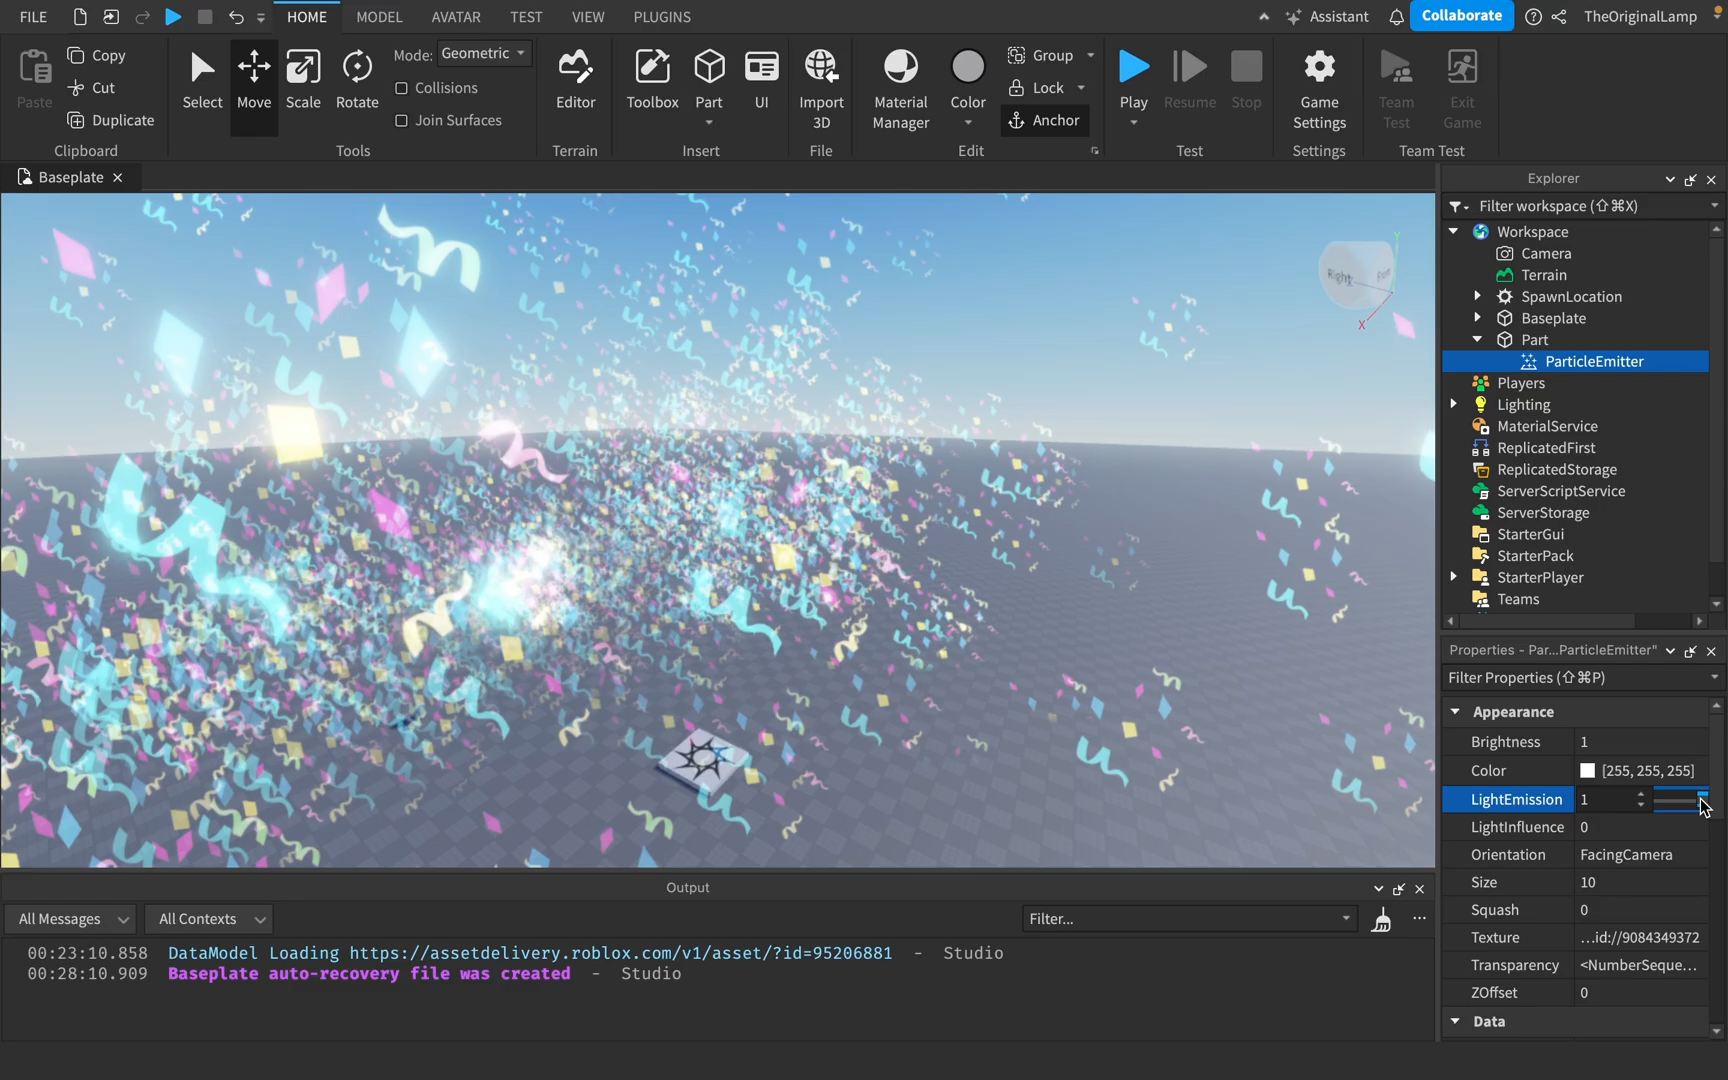 FILE
HOME
MODEL
AVATAR
TEST
VIEW
PLUGINS
Assistant
Collaborate
TheOriginalLamp
Paste
Copy
Cut
Duplicate
Clipboard
Select
Move
Scale
Rotate
Mode: Geometric
Collisions
Join Surfaces
Tools
Editor
Terrain
Toolbox
Part
UI
Insert
Import
3D
File
Material
Manager
Color
Group
Lock
Anchor
Edit
Play
Resume
Stop
Test
Game
Settings
Settings
Team
Test
Exit
Game
Team Test
Baseplate
Right
Y
X
Explorer
Filter workspace (⇧⌘X)
Workspace
Camera
Terrain
SpawnLocation
Baseplate
Part
ParticleEmitter
Players
Lighting
MaterialService
ReplicatedFirst
ReplicatedStorage
ServerScriptService
ServerStorage
StarterGui
StarterPack
StarterPlayer
Teams
Properties - Par...ParticleEmitter"
Filter Properties (⇧⌘P)
Appearance
Brightness 1
Color [255, 255, 255]
LightEmission 1
LightInfluence 0
Orientation FacingCamera
Size 10
Squash 0
Texture ...id://9084349372
Transparency <NumberSeque...
ZOffset 0
Data
Output
All Messages
All Contexts
Filter...
00:23:10.858 DataModel Loading https://assetdelivery.roblox.com/v1/asset/?id=95206881 - Studio
00:28:10.909 Baseplate auto-recovery file was created - Studio